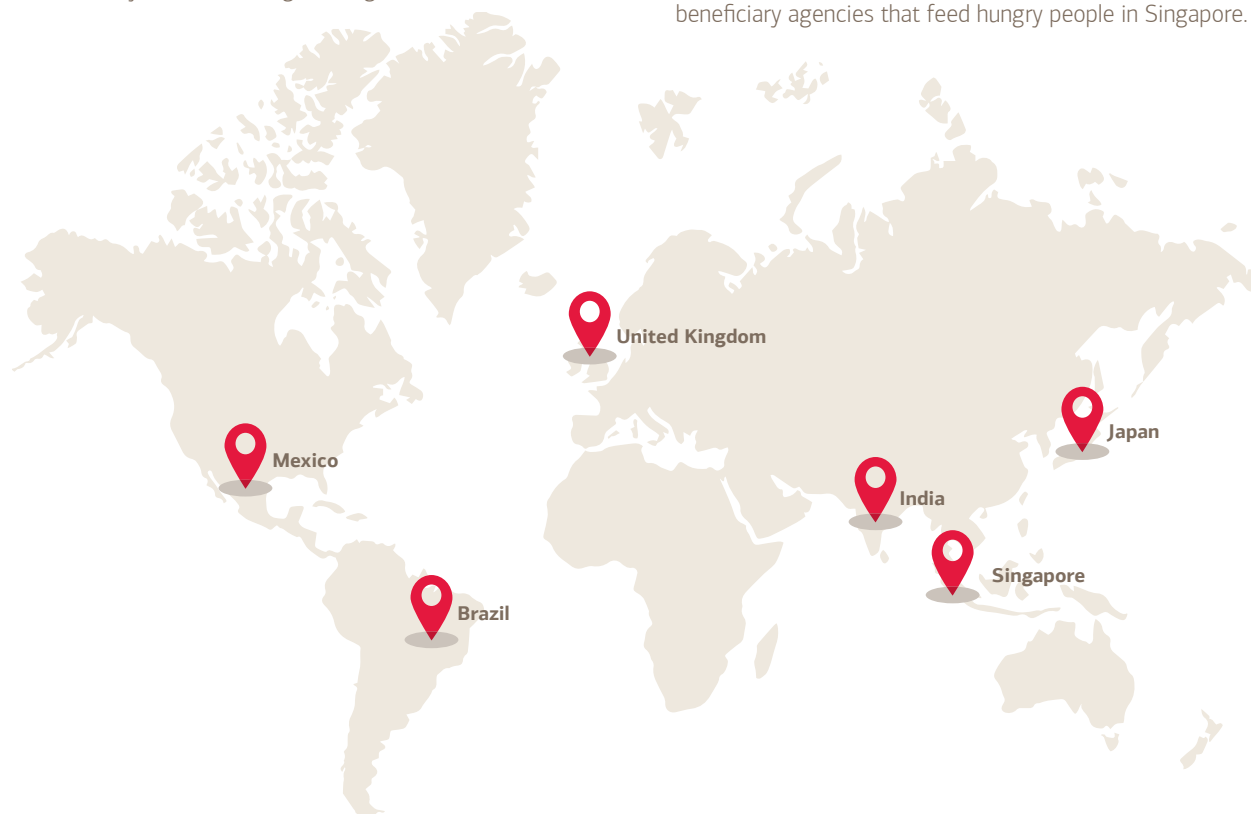 beneficiary agencies that feed hungry people in Singapore.
United Kingdom
Japan
Mexico
India
Singapore
Brazil